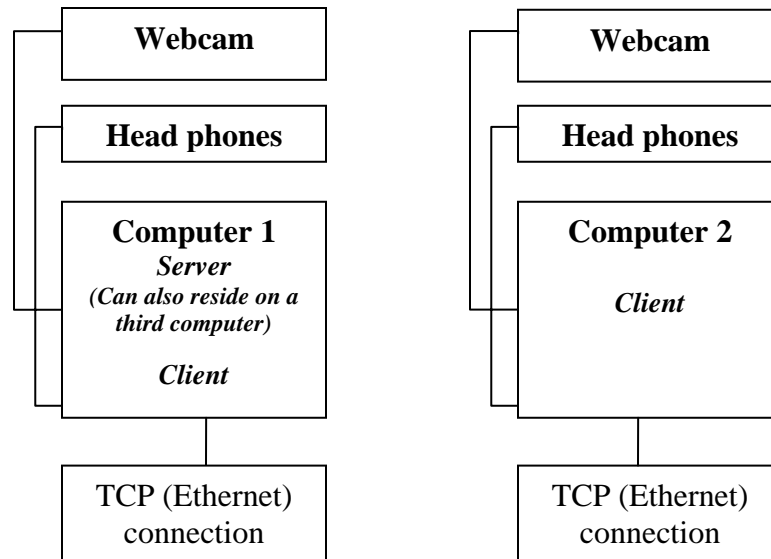 Webcam
Head phones
Computer 1
Server
(Can also reside on a
third computer)
Client
TCP (Ethernet)
connection
Webcam
Head phones
Computer 2
Client
TCP (Ethernet)
connection